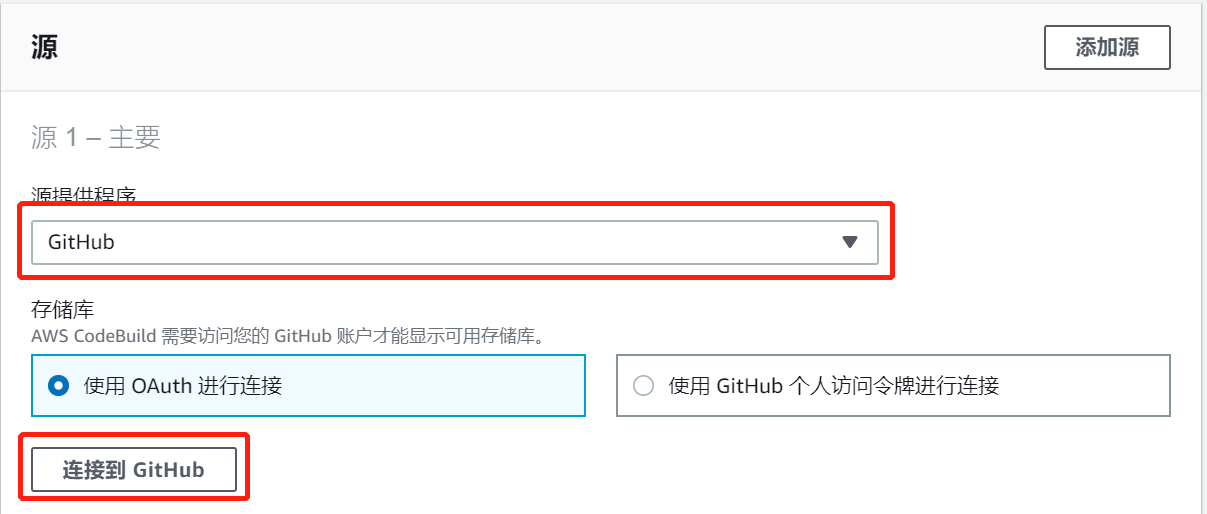 源
添加源
源 1 – 主要
源提供程序
GitHub
存储库
AWS CodeBuild 需要访问您的 GitHub 账户才能显示可用存储库。
使用 OAuth 进行连接
使用 GitHub 个人访问令牌进行连接
连接到 GitHub